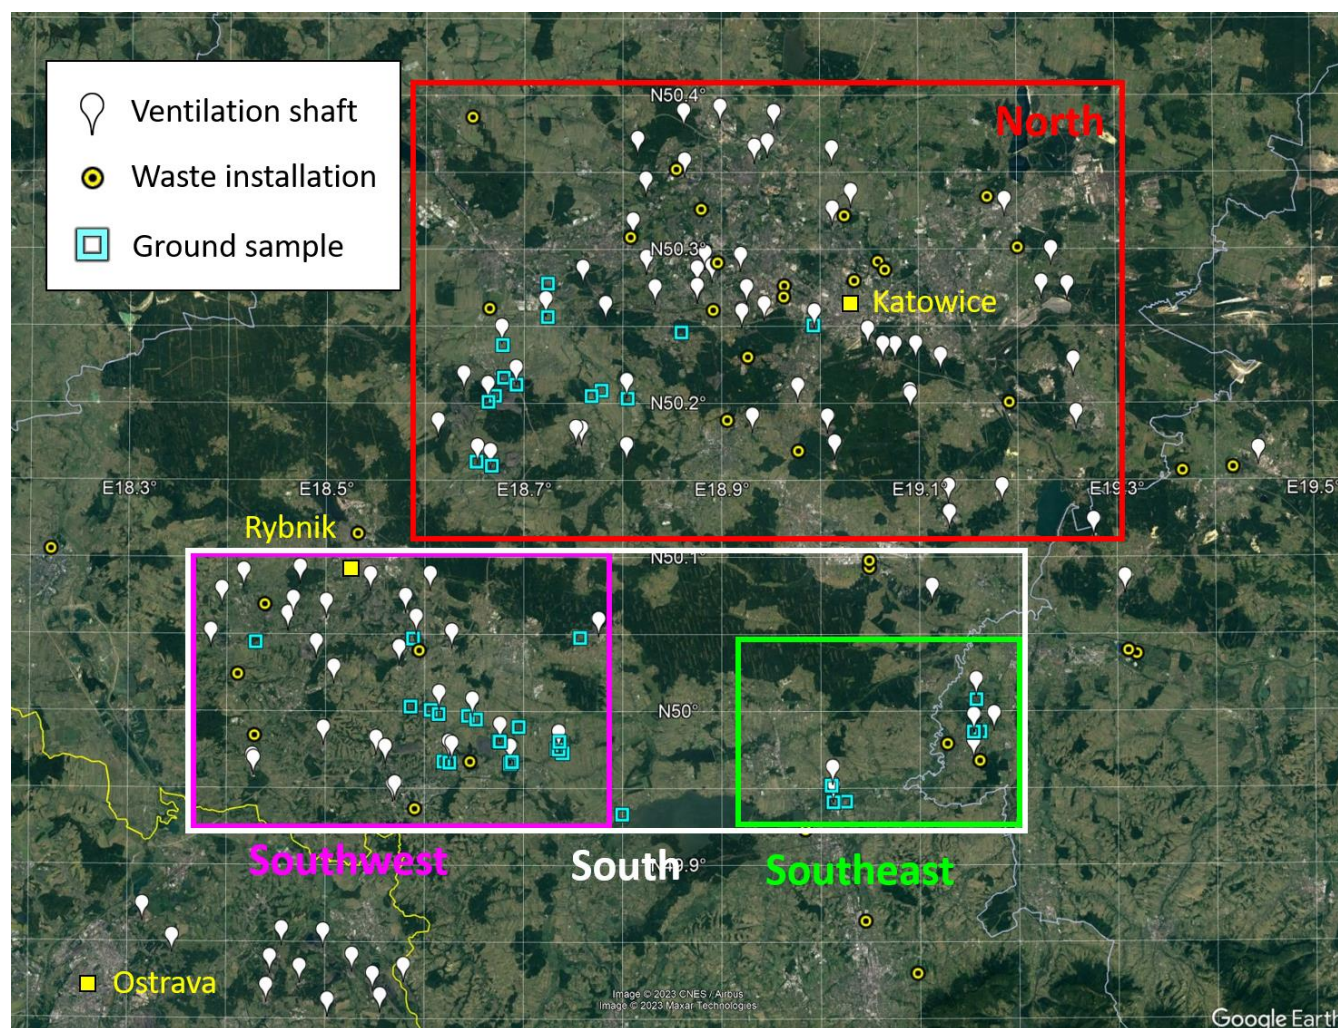 Ventilation shaft
Waste installation
Ground sample
N50.4°
North
N50.3°
Katowice
N50.2°
E18.3° E18.5° E18.7° E18.9° E19.1° E19.3° E19.5°
Rybnik
N50.1°
N50°
Southwest South Southeast
Ostrava
Image © 2023 CNES / Airbus
Image © 2023 Maxar Technologies
Google Earth